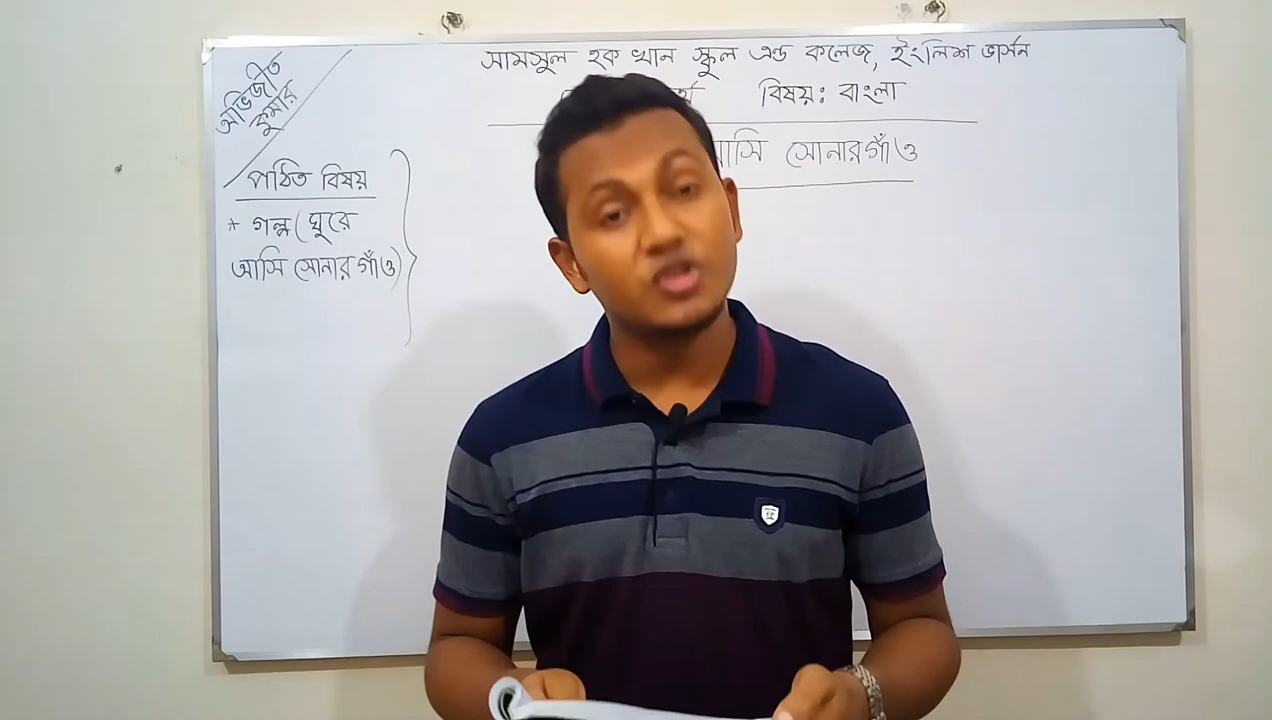 অভিজীত
কুমার
সামসুল হক খান স্কুল এন্ড কলেজ, ইংলিশ ভার্সন
বিষয়ঃ বাংলা
আসি সোনারগাঁও
পঠিত বিষয়
* গল্প (ঘুরে
আসি সোনারগাঁও)